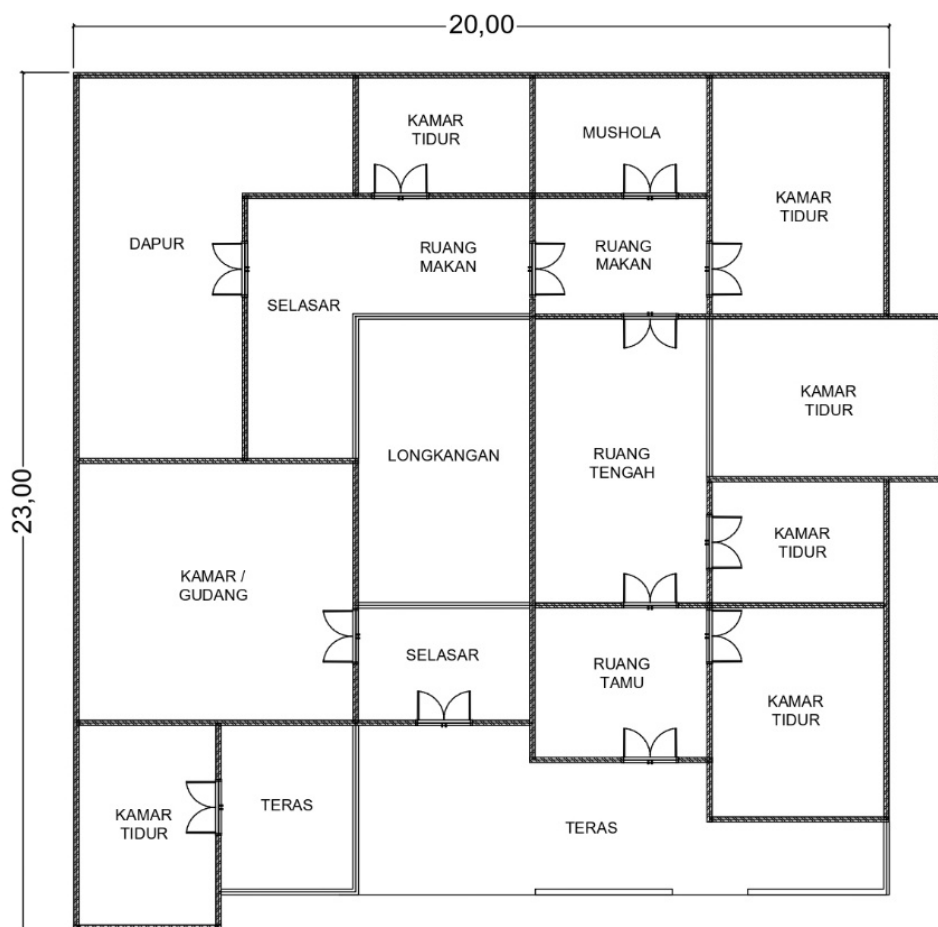 20,00
KAMAR
TIDUR
MUSHOLA
KAMAR
TIDUR
DAPUR
RUANG
MAKAN
RUANG
MAKAN
SELASAR
KAMAR
TIDUR
LONGKANGAN
RUANG
TENGAH
23,00
KAMAR
TIDUR
KAMAR /
GUDANG
SELASAR
RUANG
TAMU
KAMAR
TIDUR
KAMAR
TIDUR
TERAS
TERAS